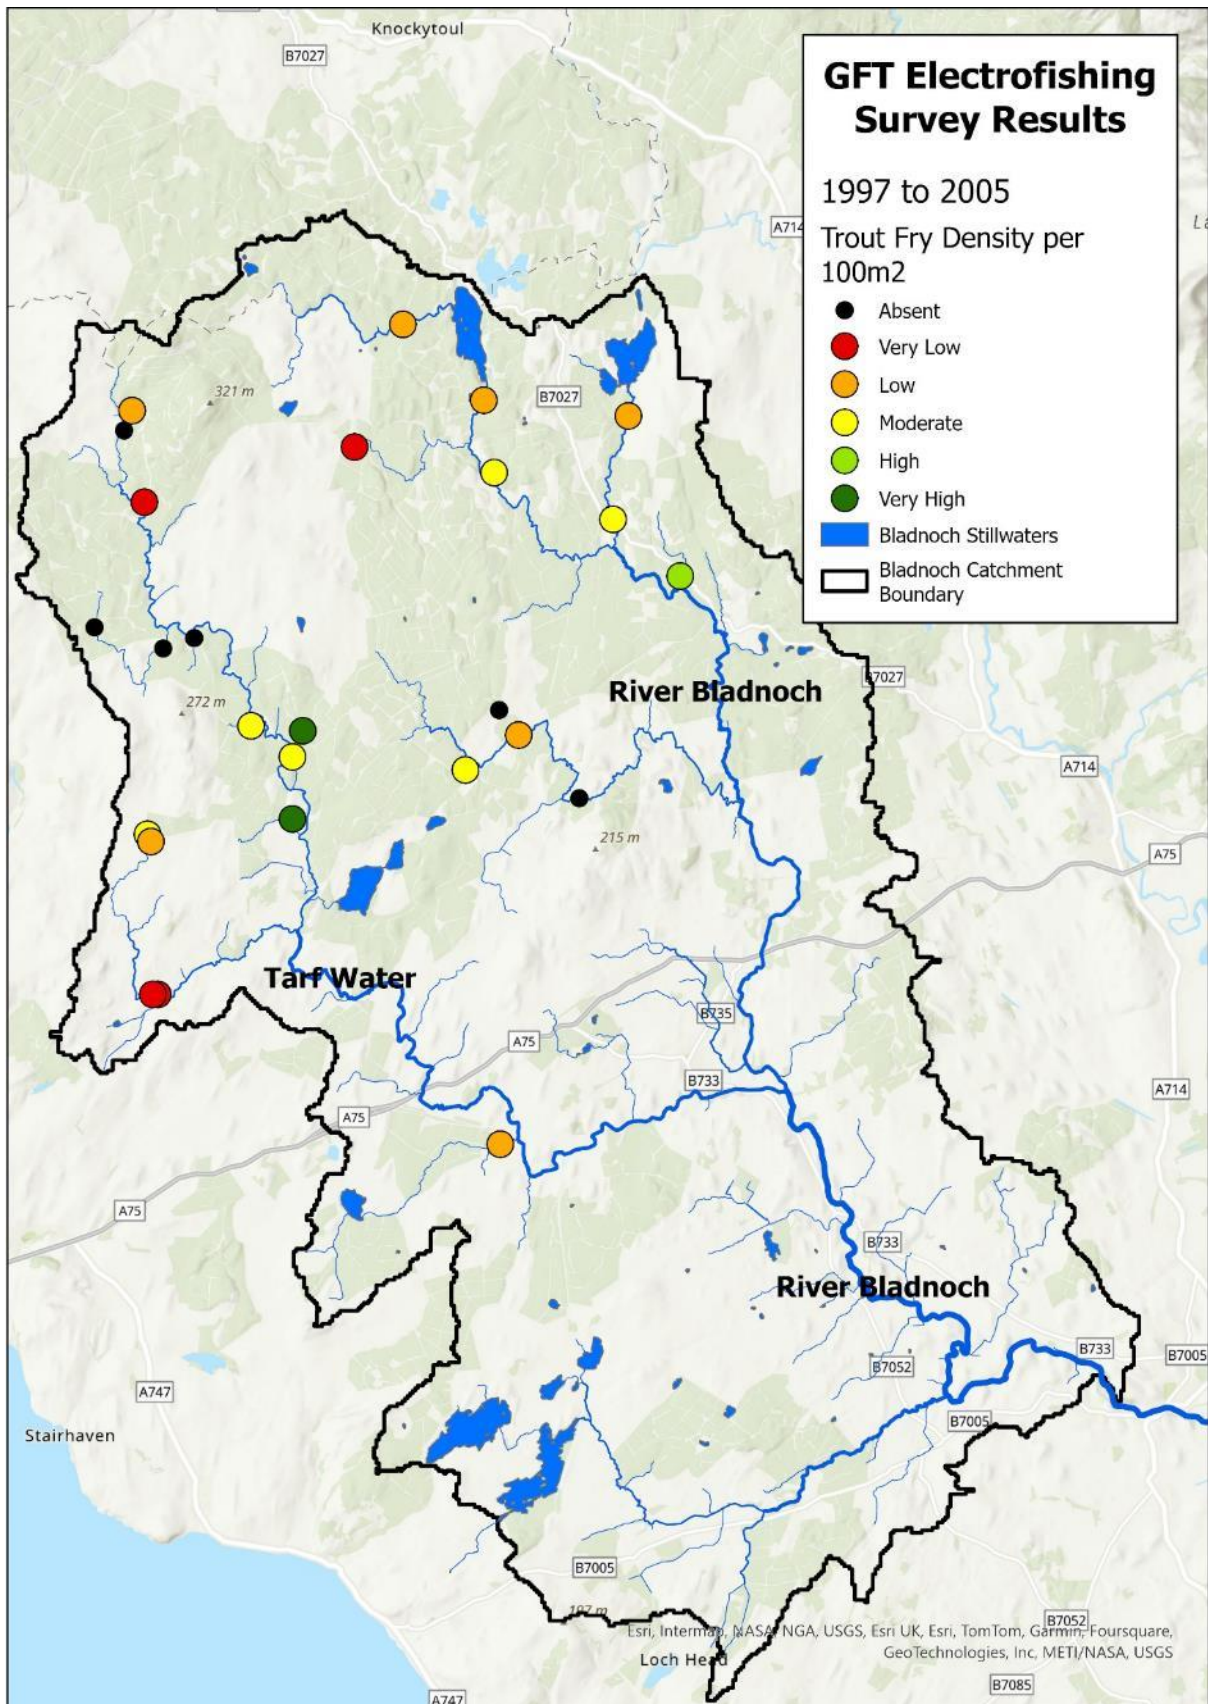 Knockytoul
B7027
GFT Electrofishing
Survey Results
1997 to 2005
Trout Fry Density per
100m2
Absent
Very Low
Low
Moderate
High
Very High
Bladnoch Stillwaters
Bladnoch Catchment
Boundary
A714
La
321 m
B7027
272 m
River Bladnoch
B7027
A714
215 m
A75
Tarf Water
B735
A75
B733
A714
A75
A75
B733
River Bladnoch
B7052
B733
B7005
A747
B7005
Stairhaven
B7005
197 m
B7052
Esri, Intermap, NASA, NGA, USGS, Esri UK, Esri, TomTom, Garmin, Foursquare,
GeoTechnologies, Inc, METI/NASA, USGS
Loch Head
B7085
A747